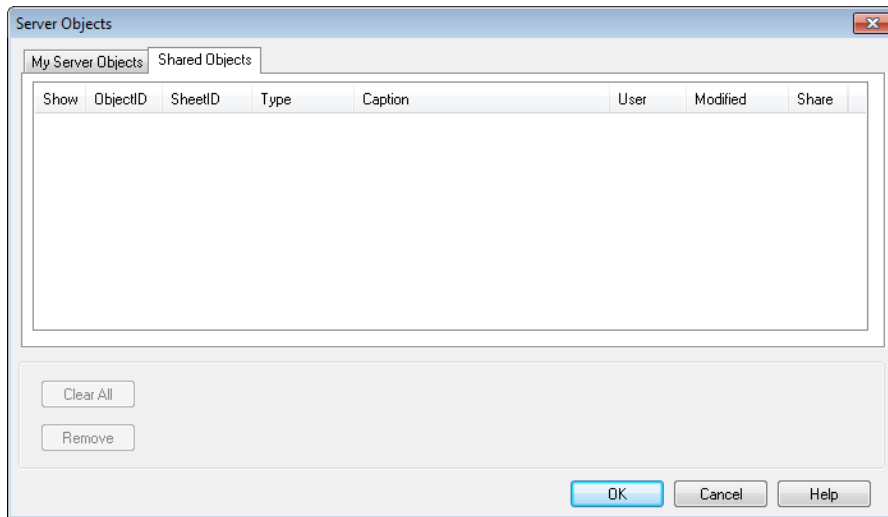 Server Objects
My Server Objects Shared Objects
Show ObjectID SheetID Type Caption User Modified Share
Clear All
Remove
OK Cancel Help